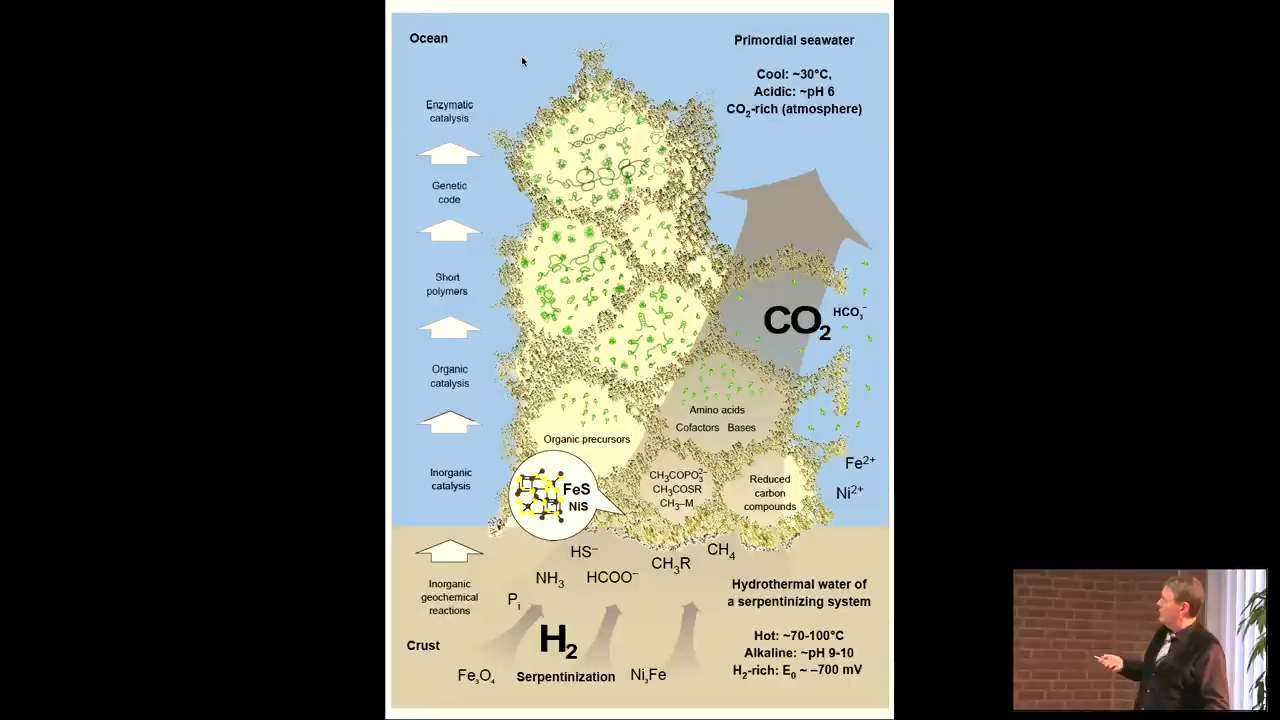 Ocean
Primordial seawater
Cool: ~30°C,
Acidic: ~pH 6
CO₂-rich (atmosphere)
Enzymatic
catalysis
Genetic
code
Short
polymers
Organic
catalysis
Inorganic
catalysis
Inorganic
geochemical
reactions
CO₂
HCO₃⁻
Amino acids
Cofactors Bases
Organic precursors
FeS
NiS
CH₃COPO₃²⁻
CH₃COSR
CH₃–M
Reduced
carbon
compounds
Fe²⁺
Ni²⁺
HS⁻
CH₄
CH₃R
NH₃
HCOO⁻
Pᵢ
H₂
Crust
Fe₃O₄
Serpentinization
Ni₃Fe
Hydrothermal water of
a serpentinizing system
Hot: ~70-100°C
Alkaline: ~pH 9-10
H₂-rich: E₀ ~ –700 mV